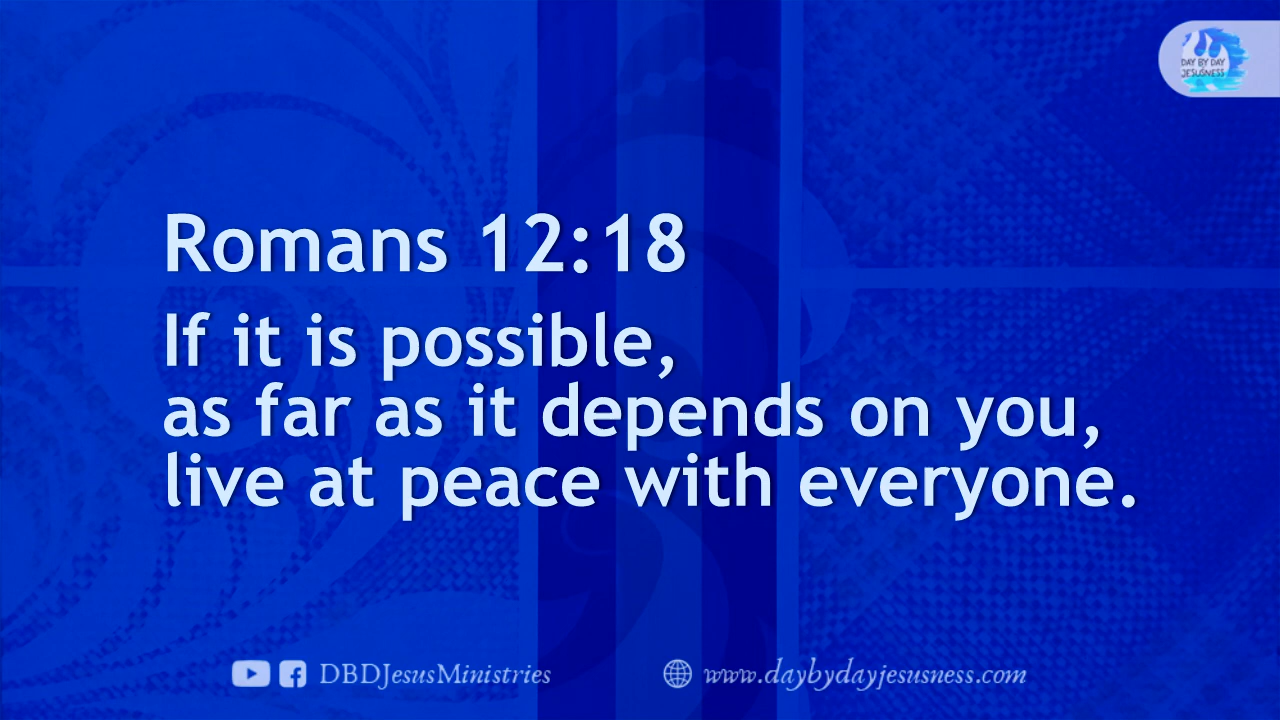 DAY BY DAY
JESUSNESS
Romans 12:18
If it is possible,
as far as it depends on you,
live at peace with everyone.
DBDJesusMinistries
www.daybydayjesusness.com